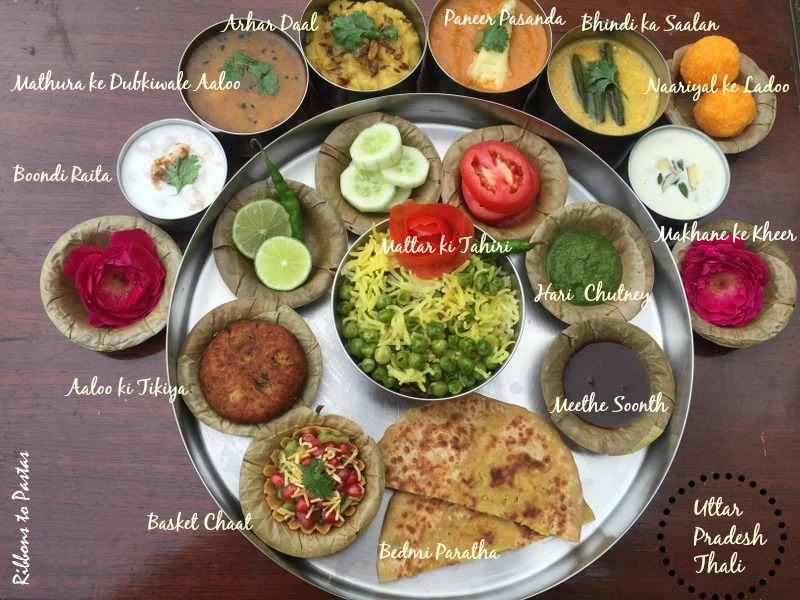 Arhar Daal
Paneer Pasanda
Bhindi ka Saalan
Mathura ke Dubkiwale Aaloo
Naariyal ke Ladoo
Boondi Raita
Makhane ke Kheer
Mattar ki Tahiri
Hari Chutney
Aaloo ki Tikiya
Meethe Soonth
Basket Chaat
Bedmi Paratha
Uttar
Pradesh
Thali
Ribbons to Pastas